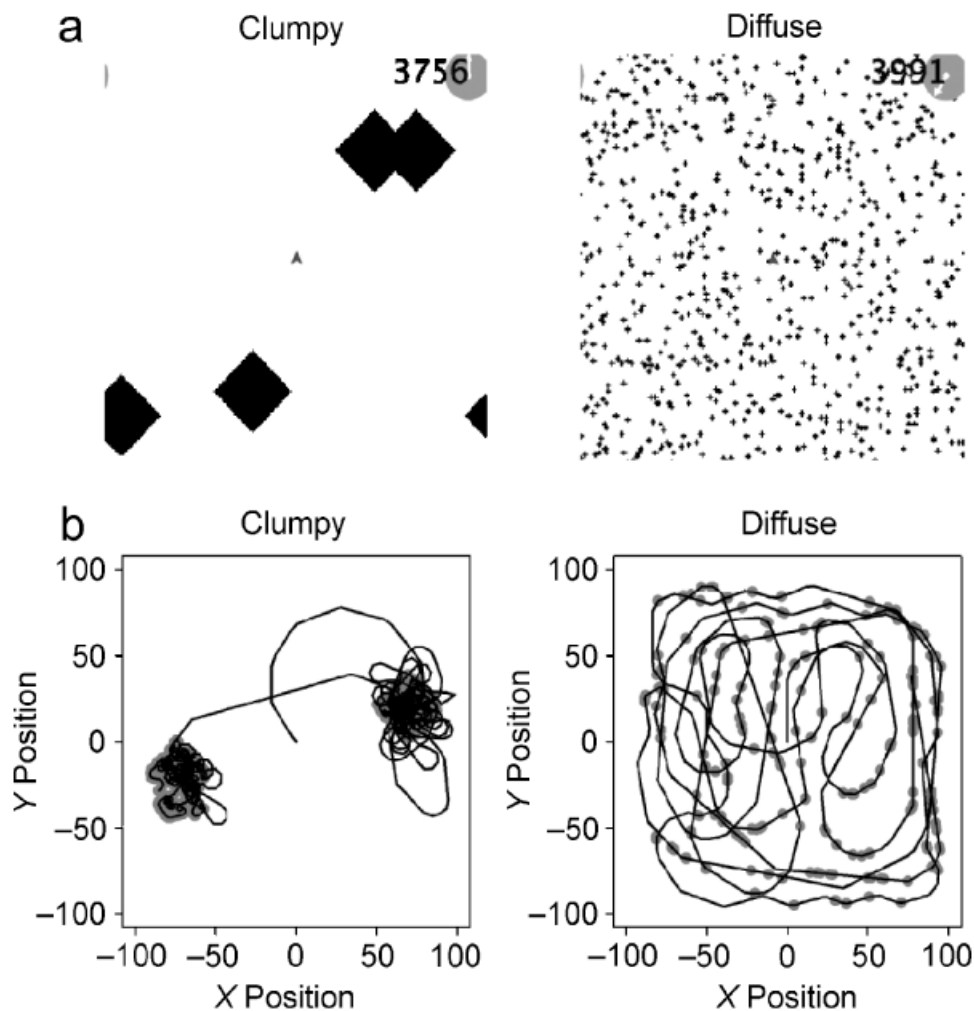 a Clumpy Diffuse
3756 3991
b Clumpy Diffuse
100 100
50 50
0 0
–50 –50
–100 –100
Y Position Y Position
–100 –50 0 50 100 –100 –50 0 50 100
X Position X Position